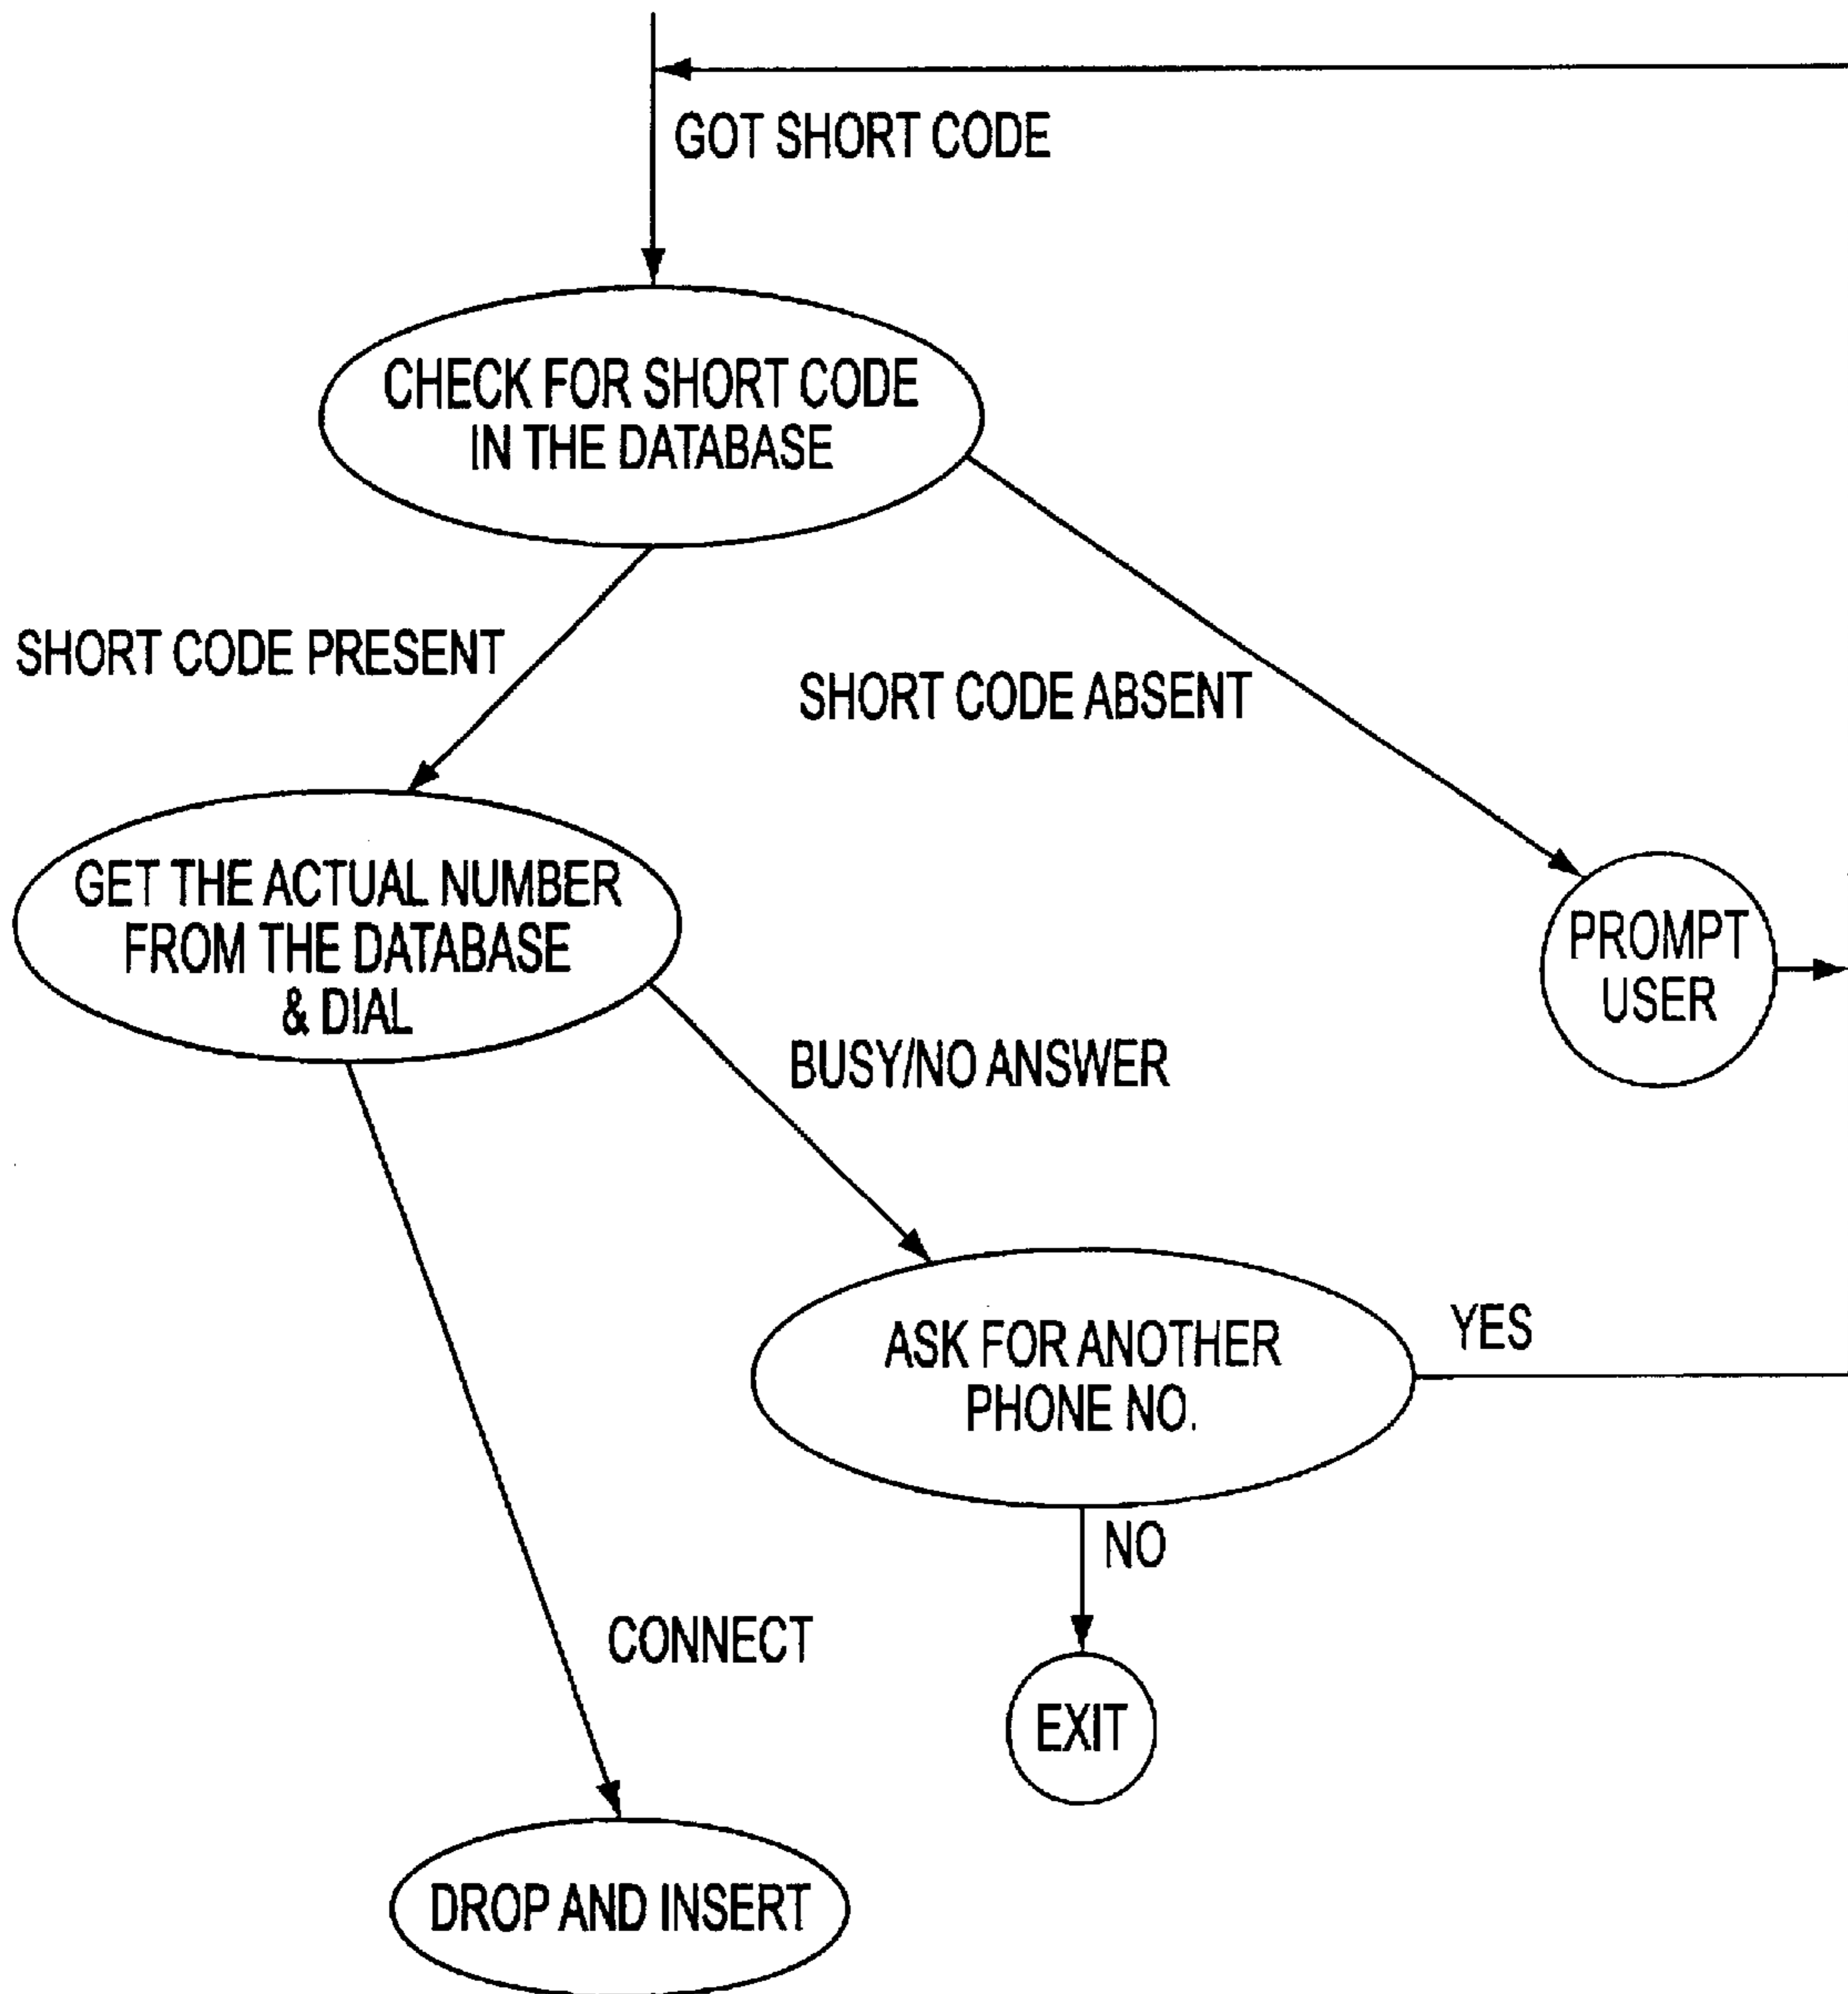 GOT SHORT CODE
CHECK FOR SHORT CODE
IN THE DATABASE
SHORT CODE PRESENT
SHORT CODE ABSENT
GET THE ACTUAL NUMBER
FROM THE DATABASE
& DIAL
PROMPT
USER
BUSY/NO ANSWER
ASK FOR ANOTHER
PHONE NO.
YES
NO
CONNECT
EXIT
DROP AND INSERT